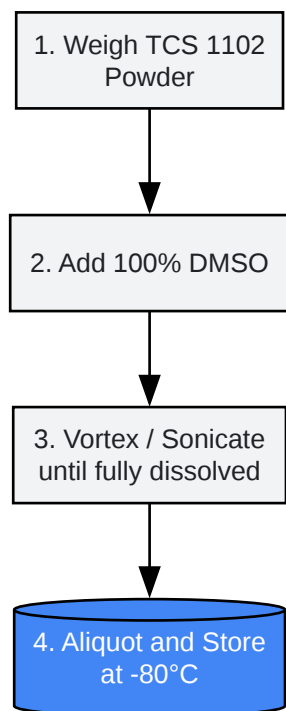 1. Weigh TCS 1102
Powder
2. Add 100% DMSO
3. Vortex / Sonicate
until fully dissolved
4. Aliquot and Store
at -80°C